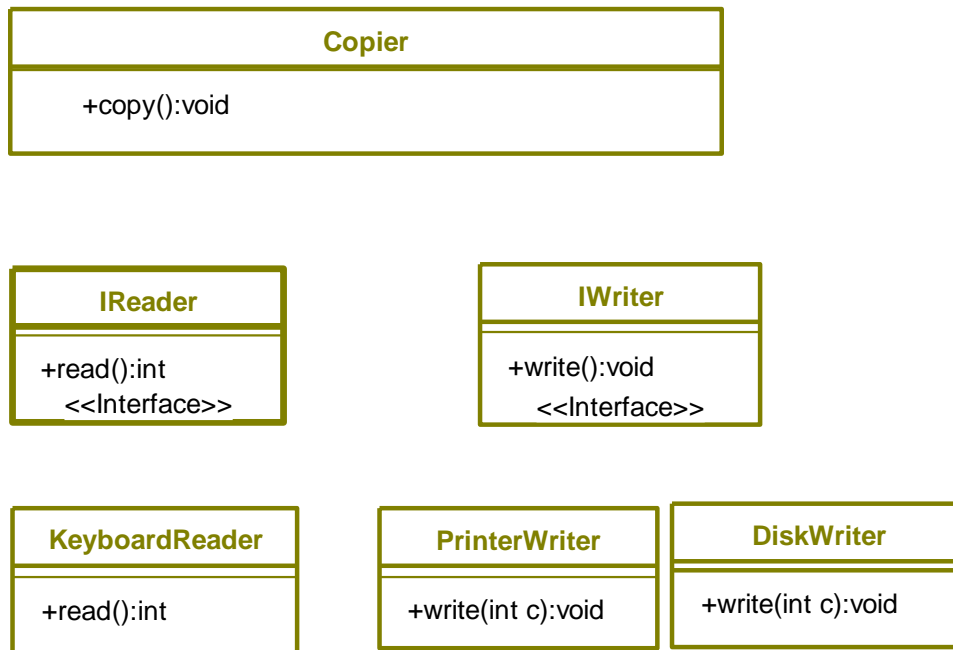 Copier
+copy():void
IReader
+read():int
<<Interface>>
IWriter
+write():void
<<Interface>>
KeyboardReader
+read():int
PrinterWriter
+write(int c):void
DiskWriter
+write(int c):void